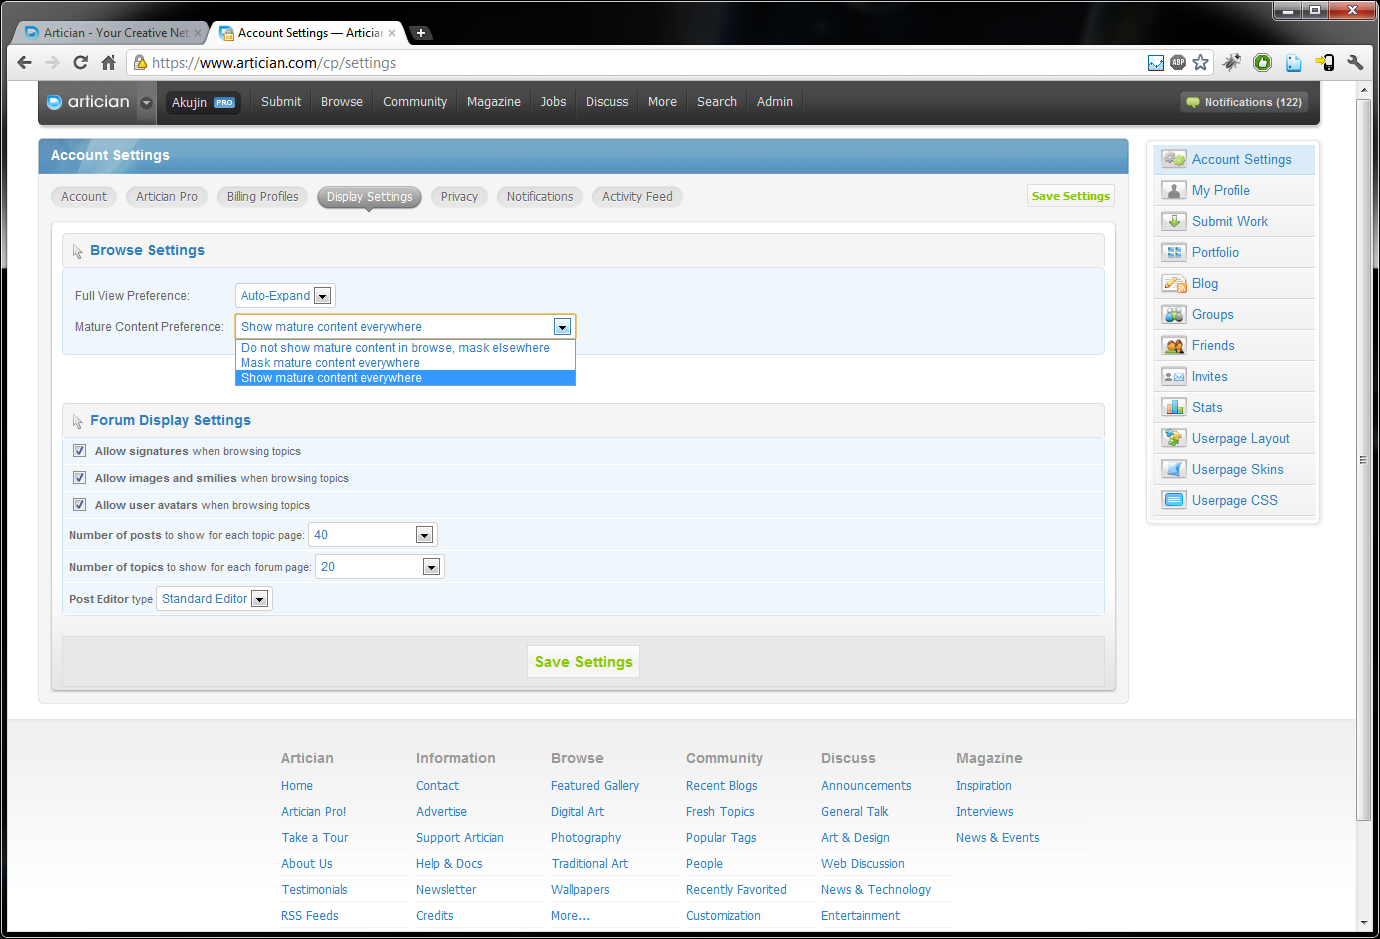 Artician - Your Creative Net
Account Settings — Articia
https://www.artician.com/cp/settings
ABP
artician
Akujin PRO
Submit
Browse
Community
Magazine
Jobs
Discuss
More
Search
Admin
Notifications (122)
Account Settings
Account
Artician Pro
Billing Profiles
Display Settings
Privacy
Notifications
Activity Feed
Save Settings
Browse Settings
Full View Preference: Auto-Expand
Mature Content Preference: Show mature content everywhere
Do not show mature content in browse, mask elsewhere
Mask mature content everywhere
Show mature content everywhere
Forum Display Settings
Allow signatures when browsing topics
Allow images and smilies when browsing topics
Allow user avatars when browsing topics
Number of posts to show for each topic page: 40
Number of topics to show for each forum page: 20
Post Editor type Standard Editor
Save Settings
Account Settings
My Profile
Submit Work
Portfolio
Blog
Groups
Friends
Invites
Stats
Userpage Layout
Userpage Skins
Userpage CSS
Artician
Home
Artician Pro!
Take a Tour
About Us
Testimonials
RSS Feeds
Information
Contact
Advertise
Support Artician
Help & Docs
Newsletter
Credits
Browse
Featured Gallery
Digital Art
Photography
Traditional Art
Wallpapers
More...
Community
Recent Blogs
Fresh Topics
Popular Tags
People
Recently Favorited
Customization
Discuss
Announcements
General Talk
Art & Design
Web Discussion
News & Technology
Entertainment
Magazine
Inspiration
Interviews
News & Events